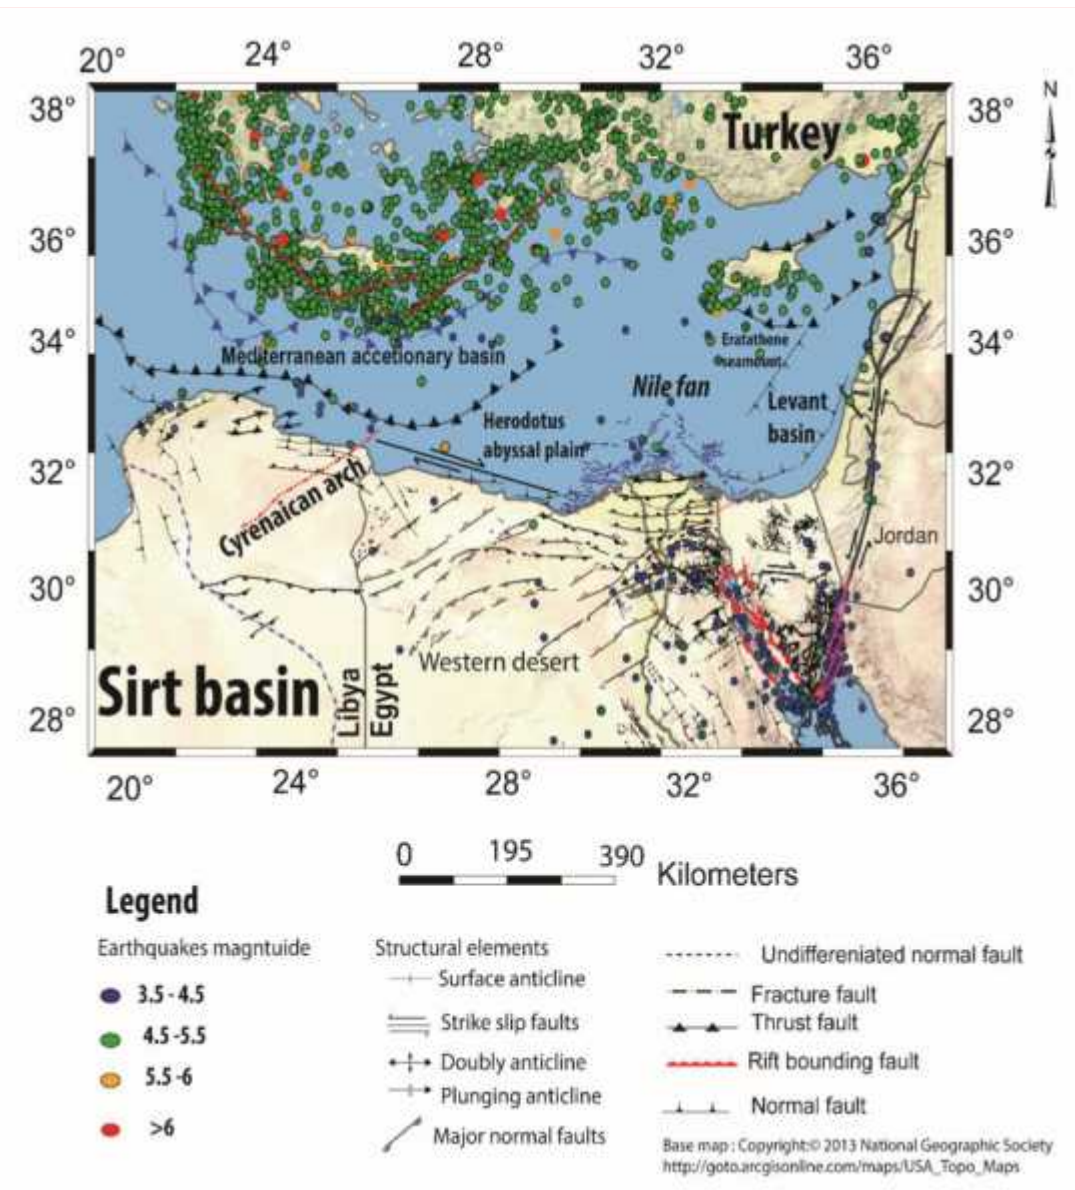 20° 24° 28° 32° 36°
38° 38°
N
Turkey
36° 36°
34° 34°
Mediterranean accetionary basin
Eratathene
seamount
Nile fan
Levant
basin
Herodotus
abyssal plain
32° 32°
Cyrenaican arch
Jordan
30° 30°
Western desert
Sirt basin
Libya
Egypt
28° 28°
20° 24° 28° 32° 36°
0 195 390 Kilometers
Legend
Earthquakes magntuide
3.5 - 4.5
4.5 -5.5
5.5 -6
>6
Structural elements
Surface anticline
Strike slip faults
Doubly anticline
Plunging anticline
Major normal faults
Undiffereniated normal fault
Fracture fault
Thrust fault
Rift bounding fault
Normal fault
Base map : Copyright:© 2013 National Geographic Society
http://goto.arcgisonline.com/maps/USA_Topo_Maps